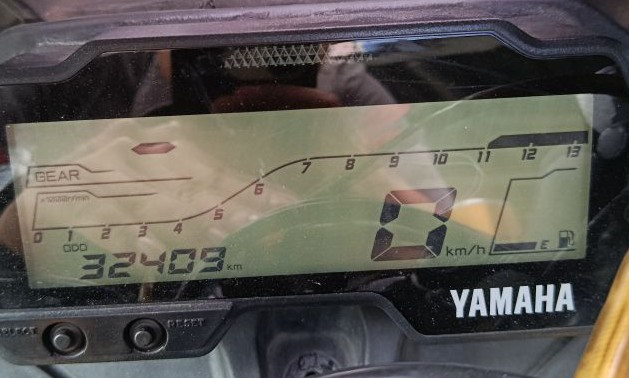 GEAR
x1000r/min
0 1 2 3 4 5 6 7 8 9 10 11 12 13
ODO
32409 km
0 km/h
E
YAMAHA
SELECT RESET